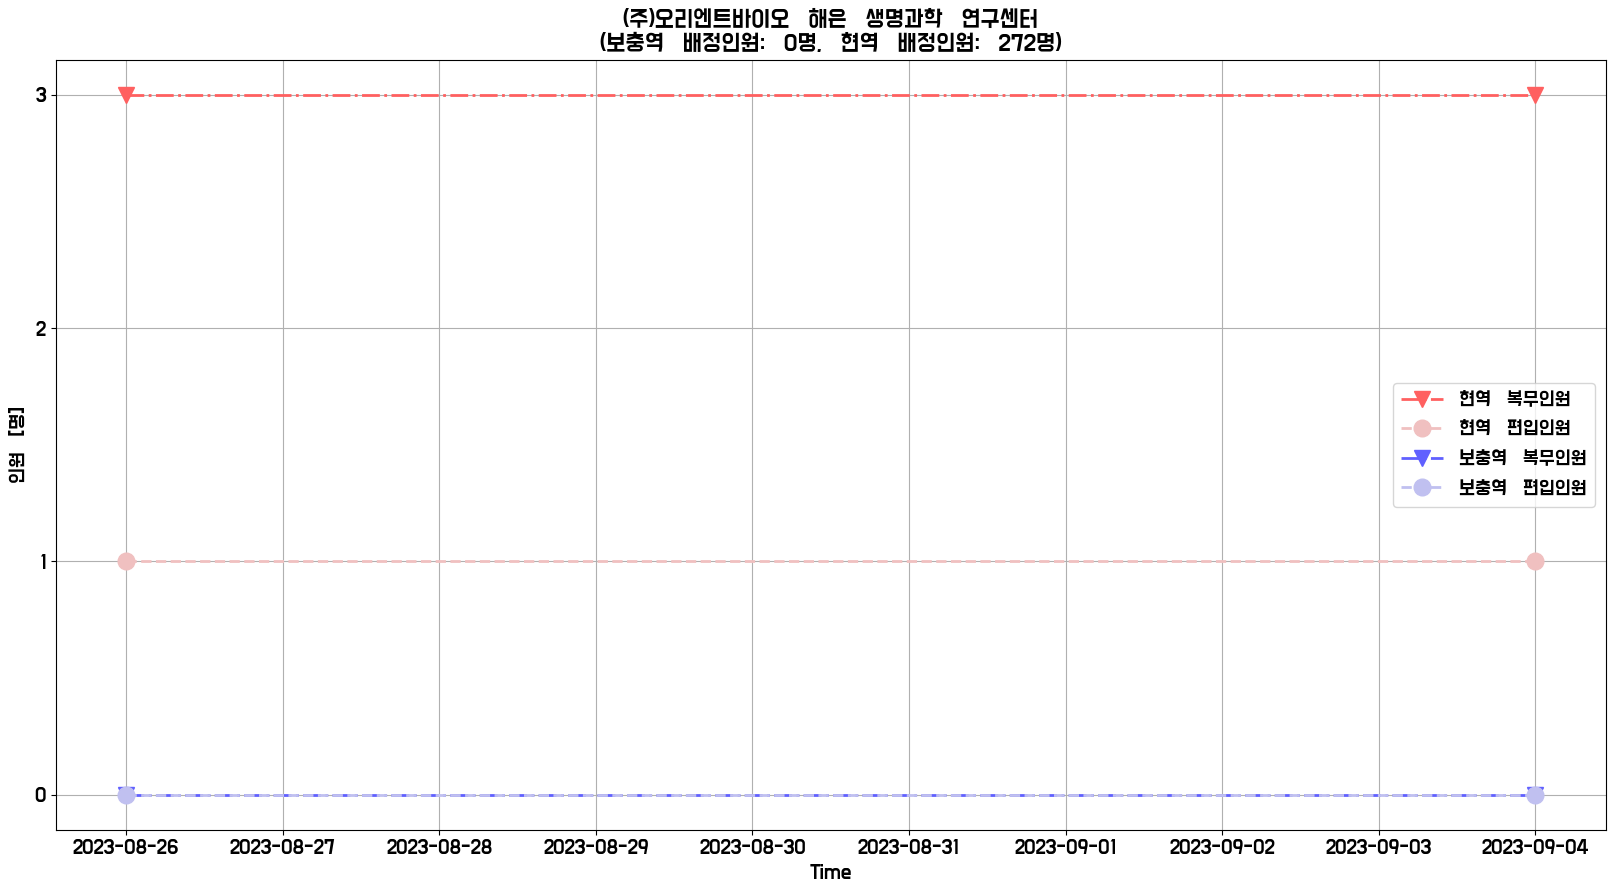 (주)오리엔트바이오 해은 생명과학 연구센터
(보충역 배정인원: 0명, 현역 배정인원: 272명)
3
2
1
0
인원 [명]
현역 복무인원
현역 편입인원
보충역 복무인원
보충역 편입인원
2023-08-26 2023-08-27 2023-08-28 2023-08-29 2023-08-30 2023-08-31 2023-09-01 2023-09-02 2023-09-03 2023-09-04
Time